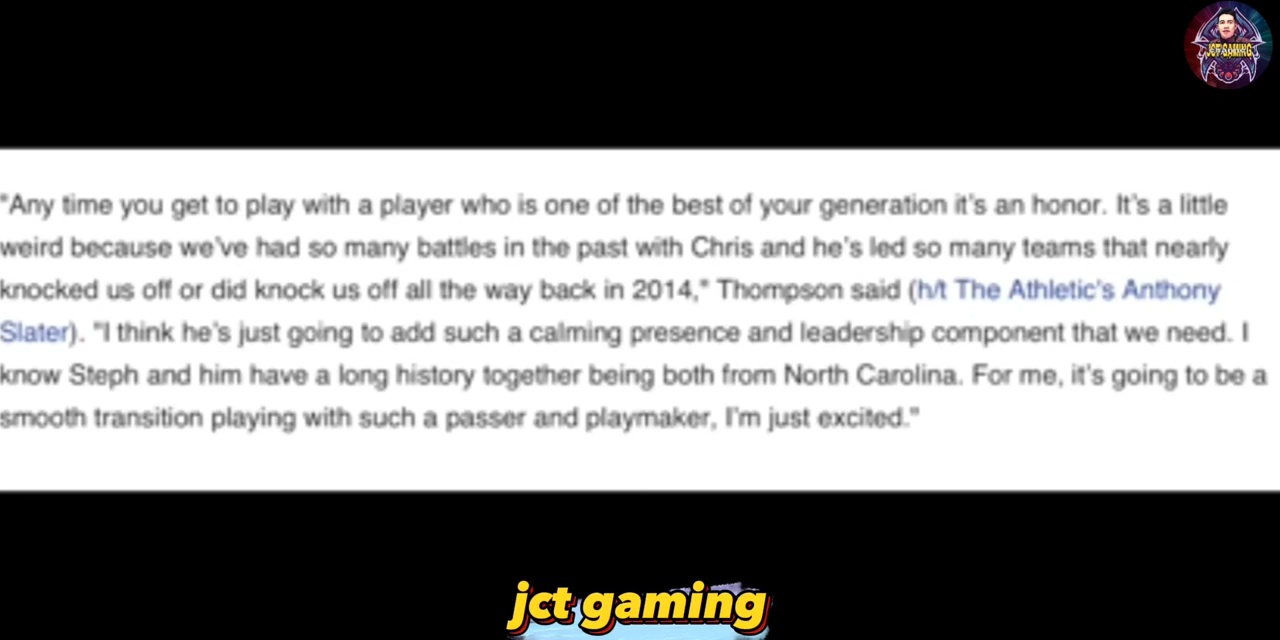 JCT GAMING
"Any time you get to play with a player who is one of the best of your generation it's an honor. It's a little
weird because we've had so many battles in the past with Chris and he's led so many teams that nearly
knocked us off or did knock us off all the way back in 2014," Thompson said (h/t The Athletic's Anthony
Slater). "I think he's just going to add such a calming presence and leadership component that we need. I
know Steph and him have a long history together being both from North Carolina. For me, it's going to be a
smooth transition playing with such a passer and playmaker, I'm just excited."
jct gaming